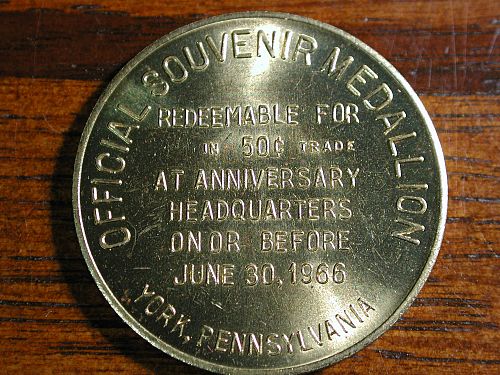 OFFICIAL SOUVENIR MEDALLION
REDEEMABLE FOR
IN 50¢ TRADE
AT ANNIVERSARY
HEADQUARTERS
ON OR BEFORE
JUNE 30, 1966
YORK, PENNSYLVANIA